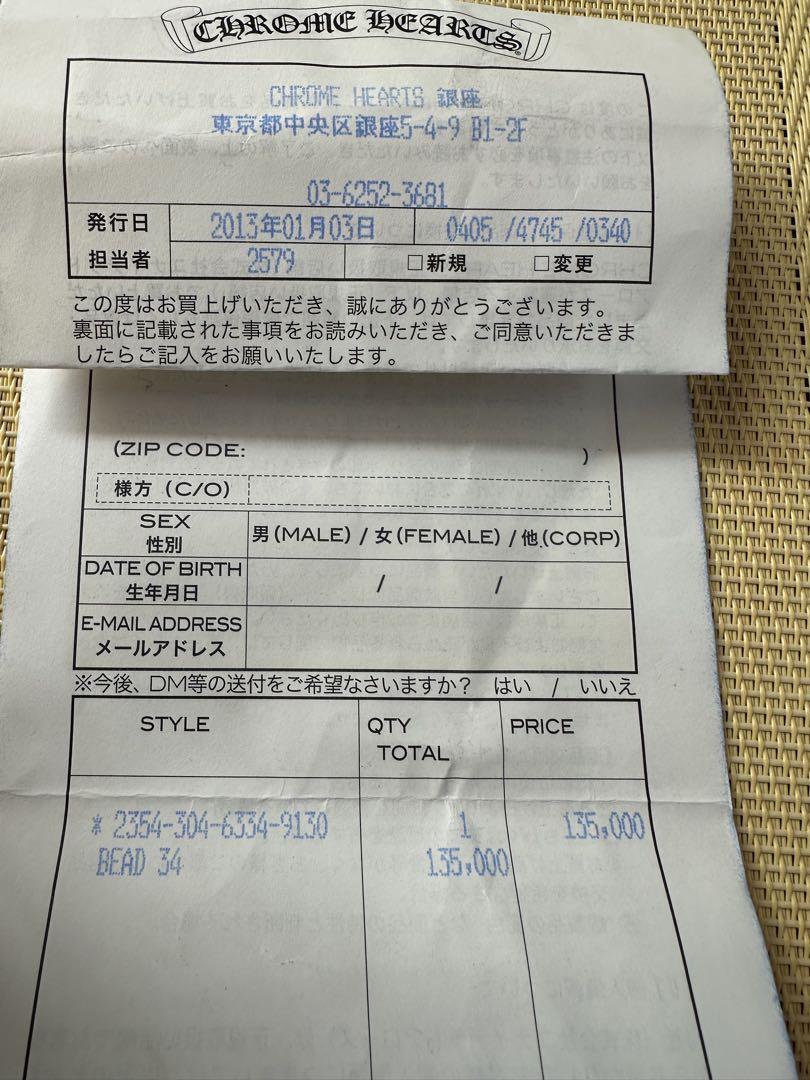 CHROME HEARTS
CHROME HEARTS 銀座
東京都中央区銀座5-4-9 B1-2F
03-6252-3681
発行日 2013年01月03日 0405 /4745 /0340
担当者 2579 □新規 □変更
この度はお買上げいただき、誠にありがとうございます。
裏面に記載された事項をお読みいただき、ご同意いただきま
したらご記入をお願いいたします。
(ZIP CODE: )
様方 (C/O)
SEX
性別 男(MALE) / 女(FEMALE) / 他.(CORP)
DATE OF BIRTH
生年月日 / /
E-MAIL ADDRESS
メールアドレス
※今後、DM等の送付をご希望なさいますか? はい / いいえ
STYLE QTY PRICE
TOTAL
* 2354-304-6334-9130 1 135,000
BEAD 34 135,000